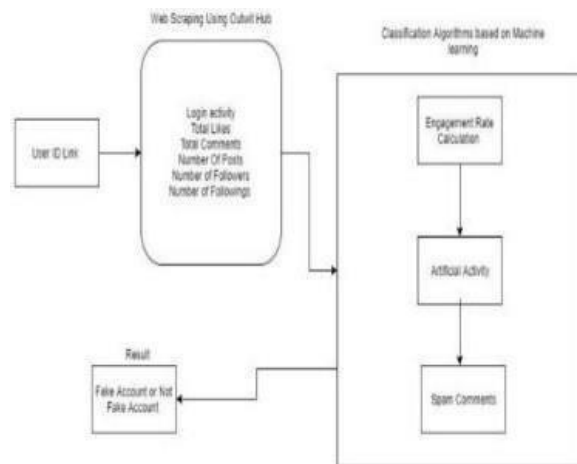 Web Scraping Using Outwit Hub
Classification Algorithms based on Machine
learning
User ID Link
Login activity
Total Likes
Total Comments
Number Of Posts
Number of Followers
Number of Followings
Engagement Rate
Calculation
Artificial Activity
Spam Comments
Result
Fake Account or Not
Fake Account